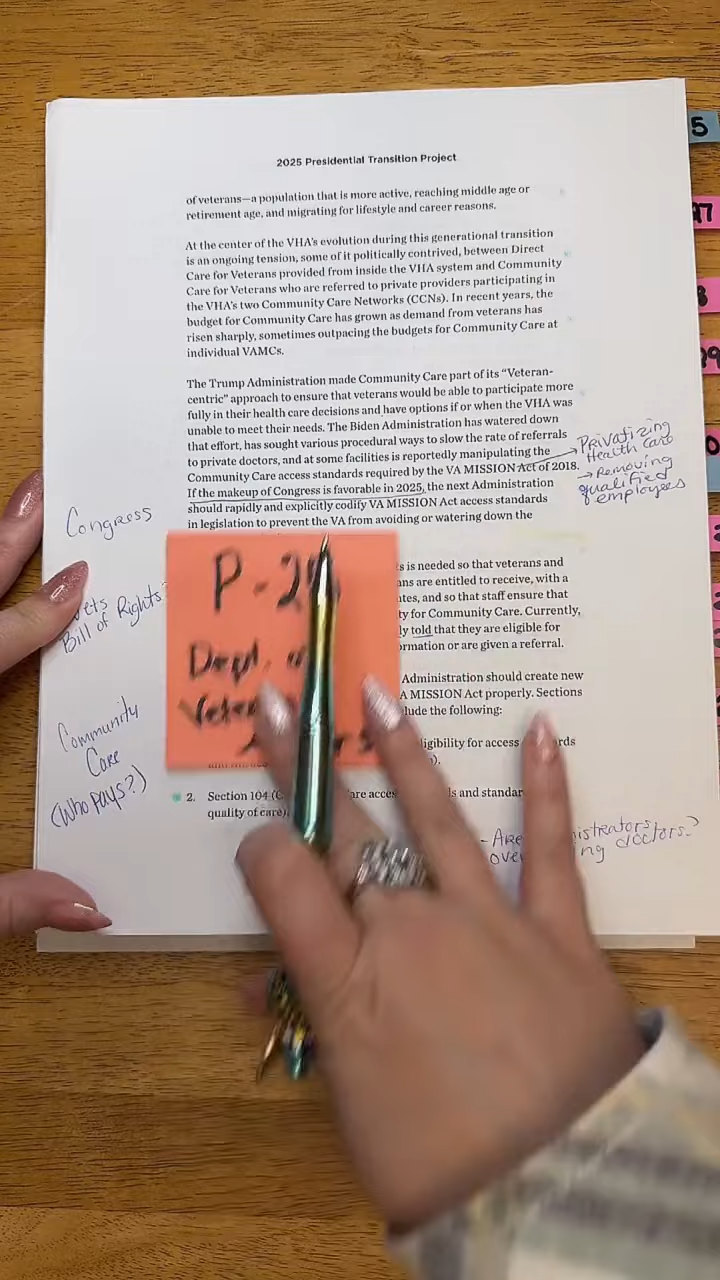 2025 Presidential Transition Project
of veterans—a population that is more active, reaching middle age or
retirement age, and migrating for lifestyle and career reasons.
At the center of the VHA's evolution during this generational transition
is an ongoing tension, some of it politically contrived, between Direct
Care for Veterans provided from inside the VHA system and Community
Care for Veterans who are referred to private providers participating in
the VHA's two Community Care Networks (CCNs). In recent years, the
budget for Community Care has grown as demand from veterans has
risen sharply, sometimes outpacing the budgets for Community Care at
individual VAMCs.
The Trump Administration made Community Care part of its “Veteran-
centric” approach to ensure that veterans would be able to participate more
fully in their health care decisions and have options if or when the VHA was
unable to meet their needs. The Biden Administration has watered down
that effort, has sought various procedural ways to slow the rate of referrals
to private doctors, and at some facilities is reportedly manipulating the
Community Care access standards required by the VA MISSION Act of 2018.
If the makeup of Congress is favorable in 2025, the next Administration
should rapidly and explicitly codify VA MISSION Act access standards
in legislation to prevent the VA from avoiding or watering down the
→ Privatizing
Health care
→ Removing
qualified
employees
Congress
Vets
Bill of Rights
Community
Care
(Who pays?)
P-
Dept.
is needed so that veterans and
are entitled to receive, with a
and so that staff ensure that
for Community Care. Currently,
told that they are eligible for
or are given a referral.
Administration should create new
A MISSION Act properly. Sections
the following:
for access
2. Section 104 access and
quality of care)
- Are
doctors?
5